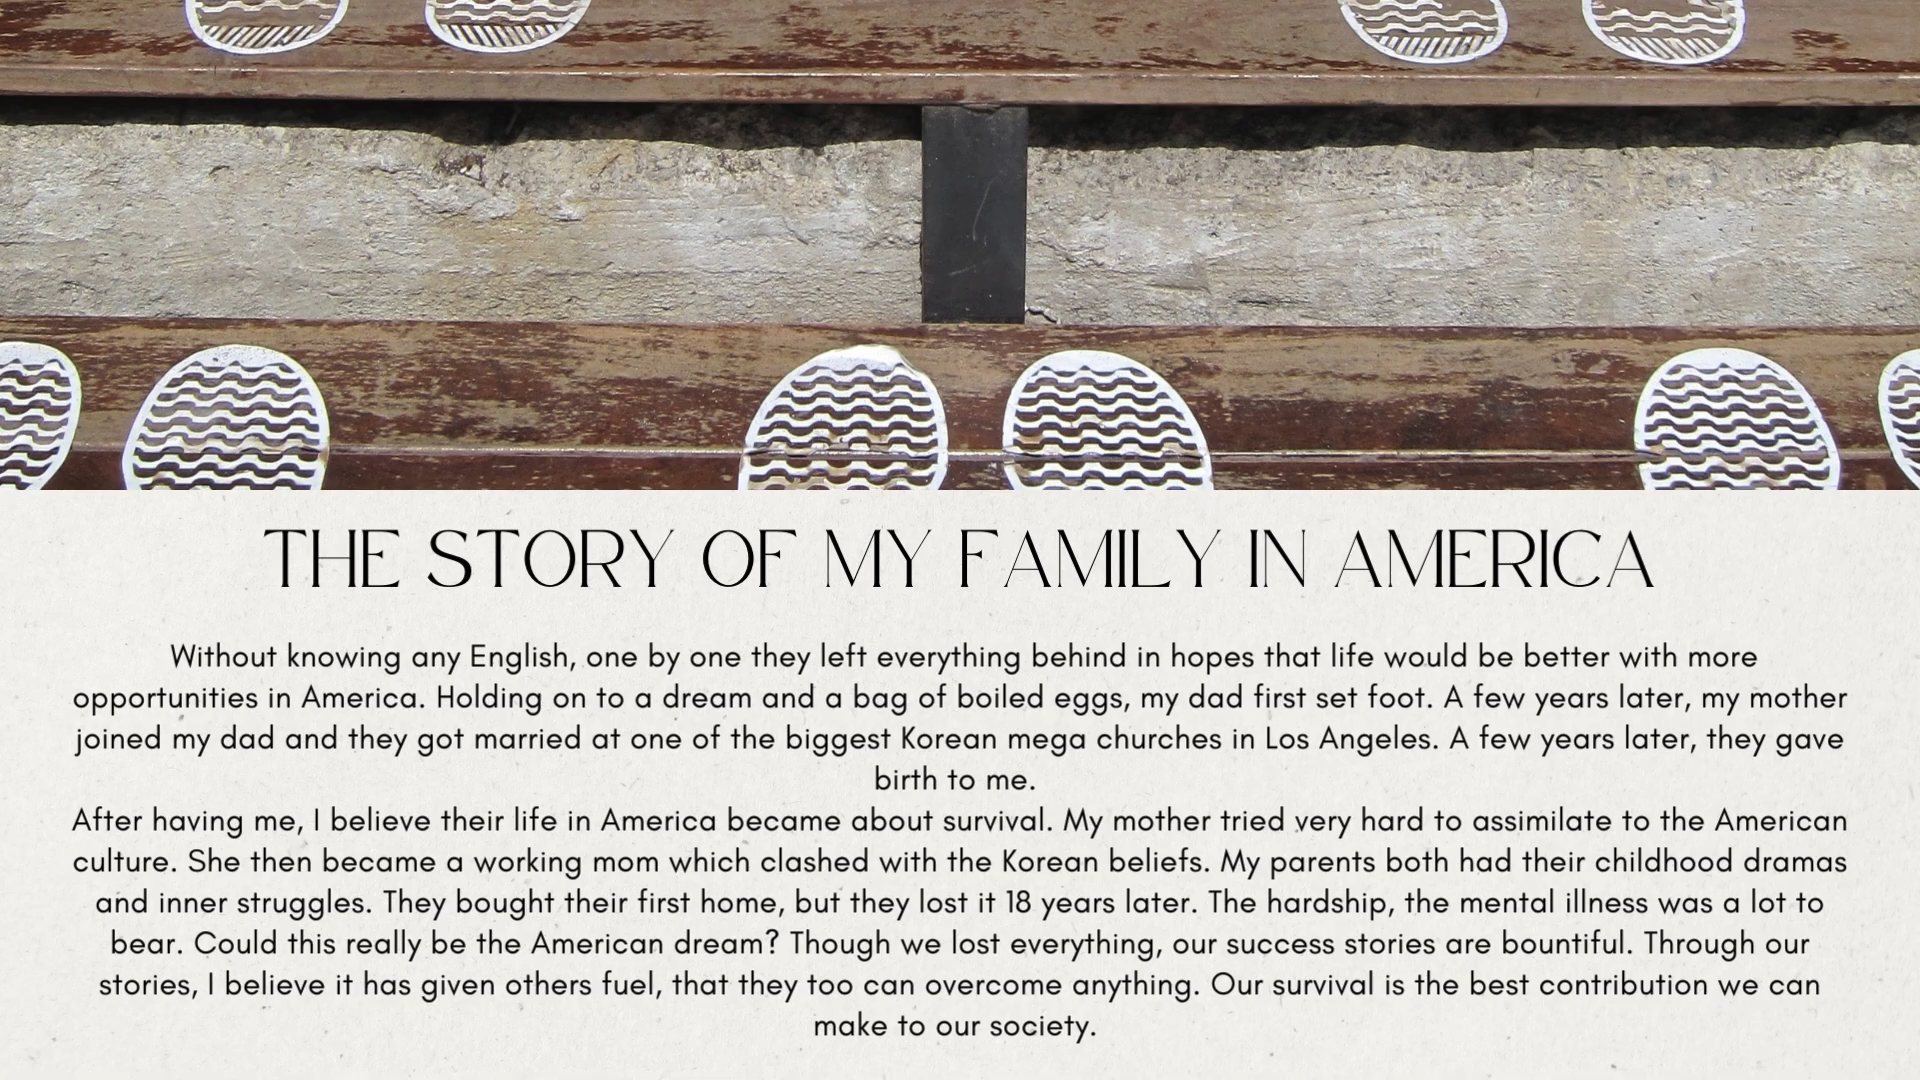 THE STORY OF MY FAMILY IN AMERICA
Without knowing any English, one by one they left everything behind in hopes that life would be better with more
opportunities in America. Holding on to a dream and a bag of boiled eggs, my dad first set foot. A few years later, my mother
joined my dad and they got married at one of the biggest Korean mega churches in Los Angeles. A few years later, they gave
birth to me.
After having me, I believe their life in America became about survival. My mother tried very hard to assimilate to the American
culture. She then became a working mom which clashed with the Korean beliefs. My parents both had their childhood dramas
and inner struggles. They bought their first home, but they lost it 18 years later. The hardship, the mental illness was a lot to
bear. Could this really be the American dream? Though we lost everything, our success stories are bountiful. Through our
stories, I believe it has given others fuel, that they too can overcome anything. Our survival is the best contribution we can
make to our society.